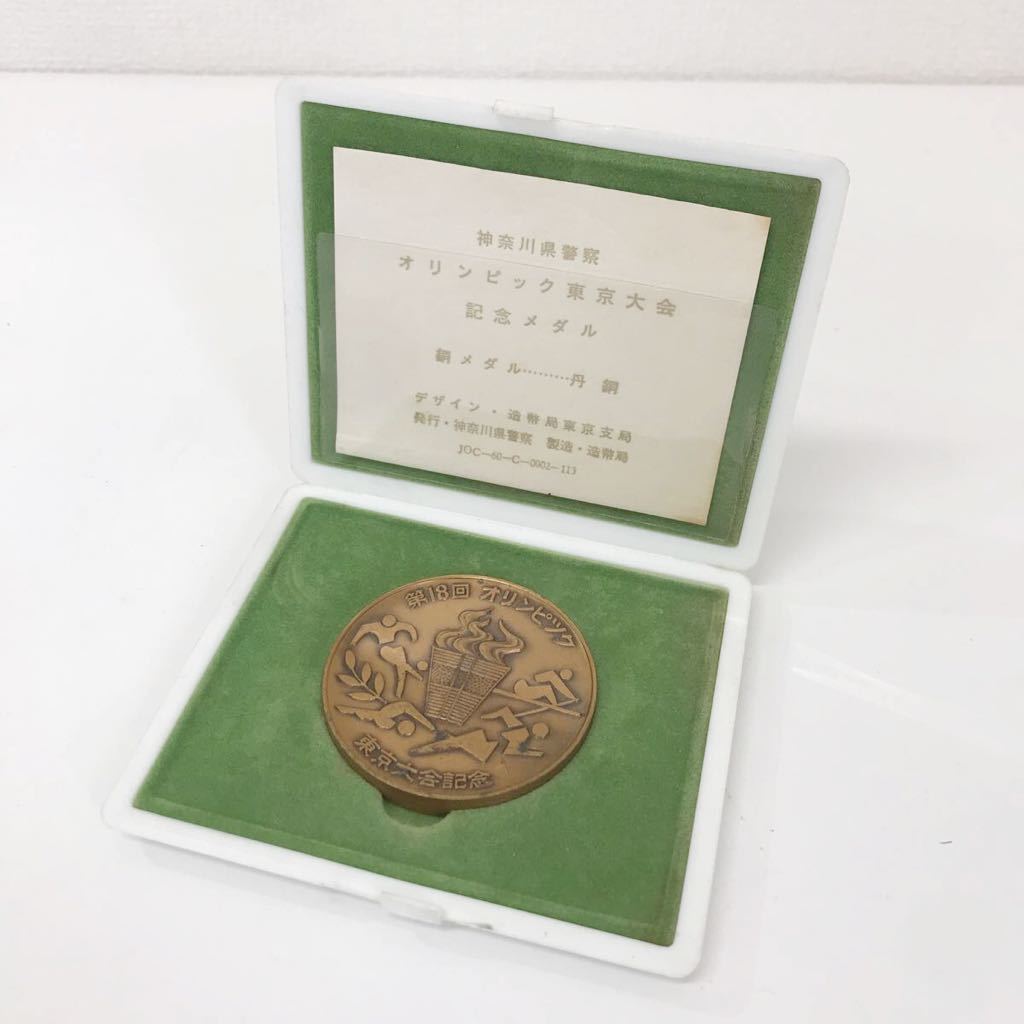 神奈川県警察
オリンピック東京大会
記念メダル
銅メダル………丹銅
デザイン・造幣局東京支局
発行・神奈川県警察 製造・造幣局
JOC-60-C-0002-113
第18回 オリンピック
東京大会記念